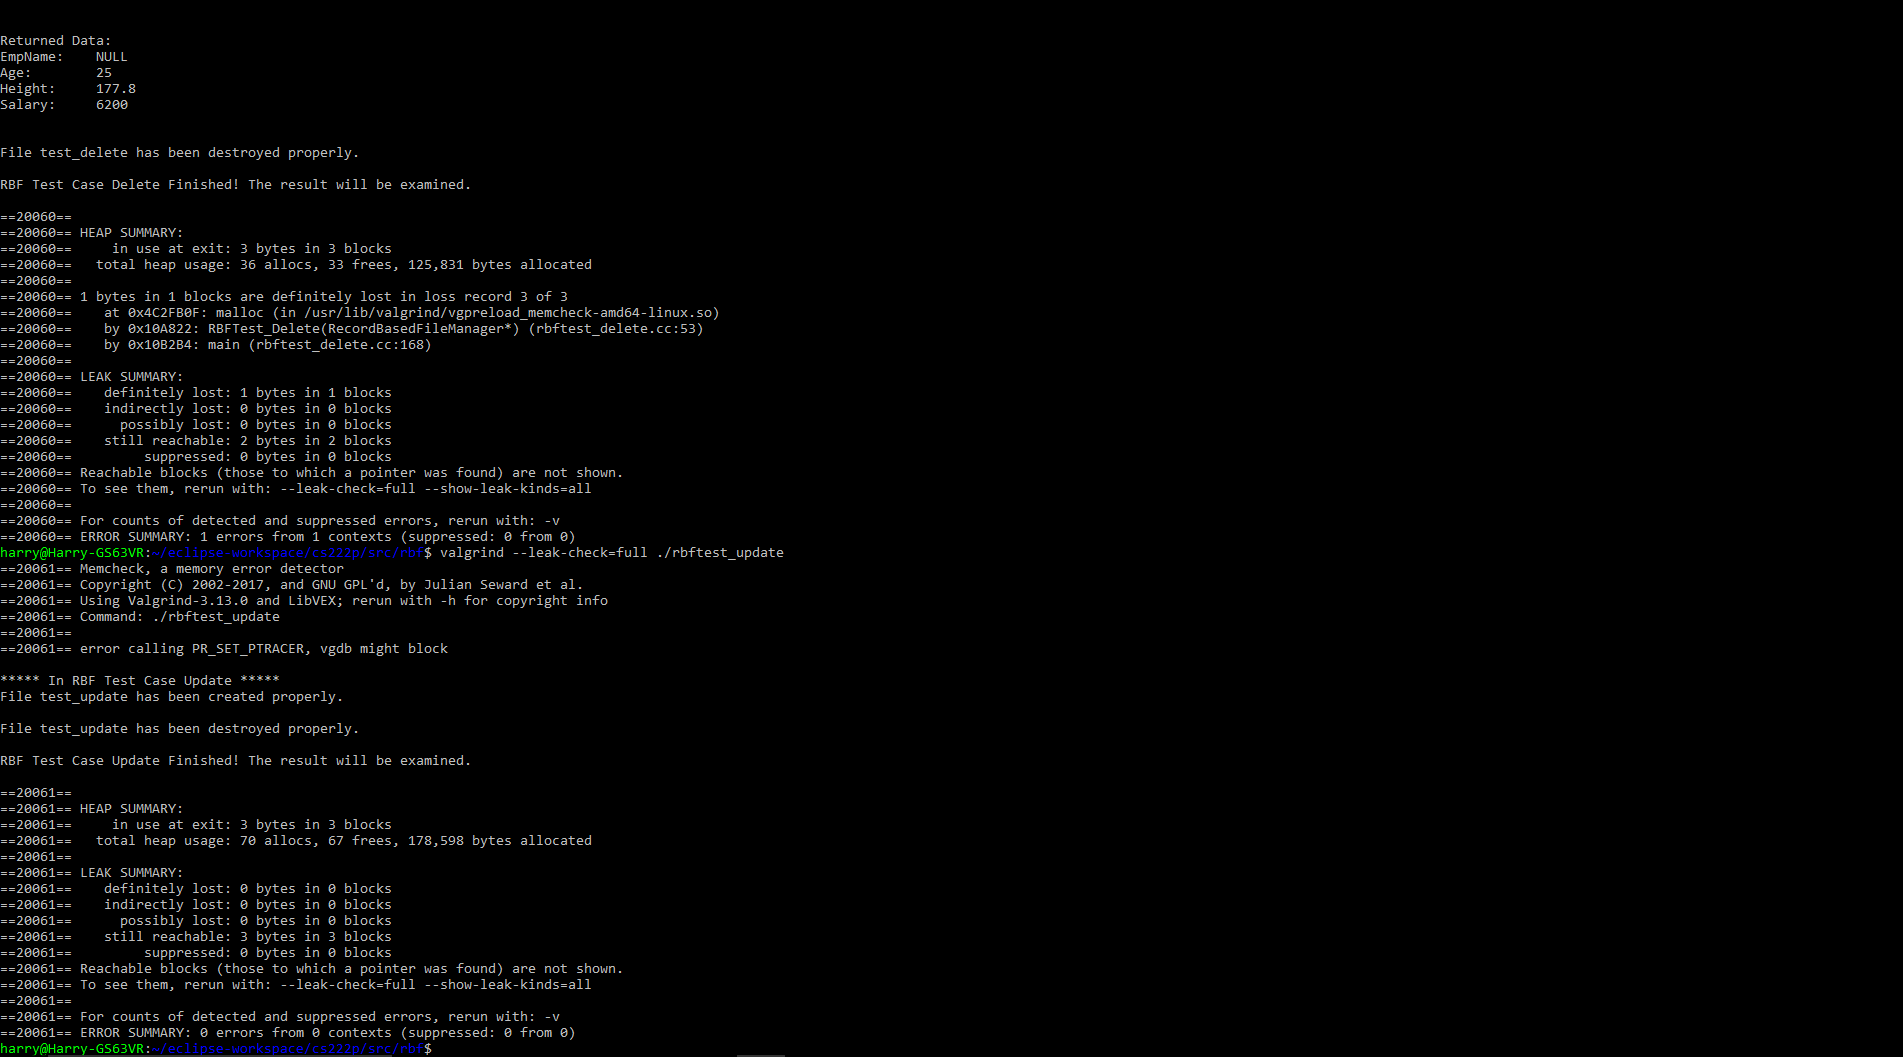 Returned Data:
EmpName:    NULL
Age:        25
Height:     177.8
Salary:     6200
File test_delete has been destroyed properly.
RBF Test Case Delete Finished! The result will be examined.
==20060==
==20060== HEAP SUMMARY:
==20060==     in use at exit: 3 bytes in 3 blocks
==20060==   total heap usage: 36 allocs, 33 frees, 125,831 bytes allocated
==20060==
==20060== 1 bytes in 1 blocks are definitely lost in loss record 3 of 3
==20060==    at 0x4C2FB0F: malloc (in /usr/lib/valgrind/vgpreload_memcheck-amd64-linux.so)
==20060==    by 0x10A822: RBFTest_Delete(RecordBasedFileManager*) (rbftest_delete.cc:53)
==20060==    by 0x10B2B4: main (rbftest_delete.cc:168)
==20060==
==20060== LEAK SUMMARY:
==20060==    definitely lost: 1 bytes in 1 blocks
==20060==    indirectly lost: 0 bytes in 0 blocks
==20060==      possibly lost: 0 bytes in 0 blocks
==20060==    still reachable: 2 bytes in 2 blocks
==20060==         suppressed: 0 bytes in 0 blocks
==20060== Reachable blocks (those to which a pointer was found) are not shown.
==20060== To see them, rerun with: --leak-check=full --show-leak-kinds=all
==20060==
==20060== For counts of detected and suppressed errors, rerun with: -v
==20060== ERROR SUMMARY: 1 errors from 1 contexts (suppressed: 0 from 0)
harry@Harry-GS63VR:~/eclipse-workspace/cs222p/src/rbf$ valgrind --leak-check=full ./rbftest_update
==20061== Memcheck, a memory error detector
==20061== Copyright (C) 2002-2017, and GNU GPL'd, by Julian Seward et al.
==20061== Using Valgrind-3.13.0 and LibVEX; rerun with -h for copyright info
==20061== Command: ./rbftest_update
==20061==
==20061== error calling PR_SET_PTRACER, vgdb might block
***** In RBF Test Case Update *****
File test_update has been created properly.
File test_update has been destroyed properly.
RBF Test Case Update Finished! The result will be examined.
==20061==
==20061== HEAP SUMMARY:
==20061==     in use at exit: 3 bytes in 3 blocks
==20061==   total heap usage: 70 allocs, 67 frees, 178,598 bytes allocated
==20061==
==20061== LEAK SUMMARY:
==20061==    definitely lost: 0 bytes in 0 blocks
==20061==    indirectly lost: 0 bytes in 0 blocks
==20061==      possibly lost: 0 bytes in 0 blocks
==20061==    still reachable: 3 bytes in 3 blocks
==20061==         suppressed: 0 bytes in 0 blocks
==20061== Reachable blocks (those to which a pointer was found) are not shown.
==20061== To see them, rerun with: --leak-check=full --show-leak-kinds=all
==20061==
==20061== For counts of detected and suppressed errors, rerun with: -v
==20061== ERROR SUMMARY: 0 errors from 0 contexts (suppressed: 0 from 0)
harry@Harry-GS63VR:~/eclipse-workspace/cs222p/src/rbf$